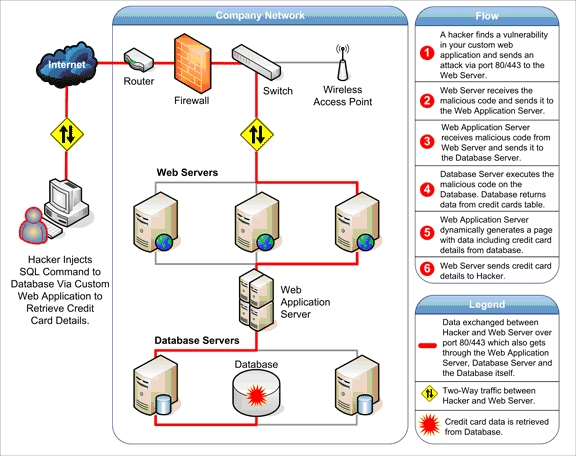 Company Network
Internet
Router
Firewall
Switch
Wireless
Access Point
Web Servers
Hacker Injects
SQL Command to
Database Via Custom
Web Application to
Retrieve Credit
Card Details.
Web
Application
Server
Database Servers
Database
Flow
1
A hacker finds a vulnerability
in your custom web
application and sends an
attack via port 80/443 to the
Web Server.
2
Web Server receives the
malicious code and sends it to
the Web Application Server.
3
Web Application Server
receives malicious code from
Web Server and sends it to
the Database Server.
4
Database Server executes the
malicious code on the
Database. Database returns
data from credit cards table.
5
Web Application Server
dynamically generates a page
with data including credit card
details from database.
6
Web Server sends credit card
details to Hacker.
Legend
Data exchanged between
Hacker and Web Server over
port 80/443 which also gets
through the Web Application
Server, Database Server and
the Database itself.
Two-Way traffic between
Hacker and Web Server.
Credit card data is retrieved
from Database.